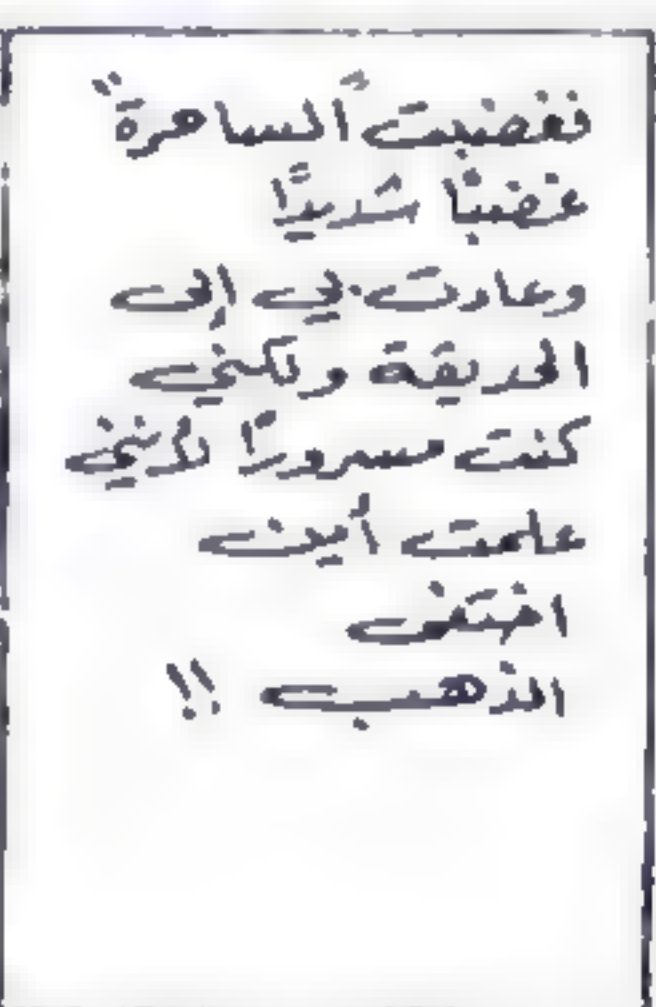 فغضبت "الساحرة"
غضبًا شديدًا
وعادت بي إلى
الحديقة ولكني
كنت مسرورًا لأنني
علمت أين
اختفى
الذهب !!